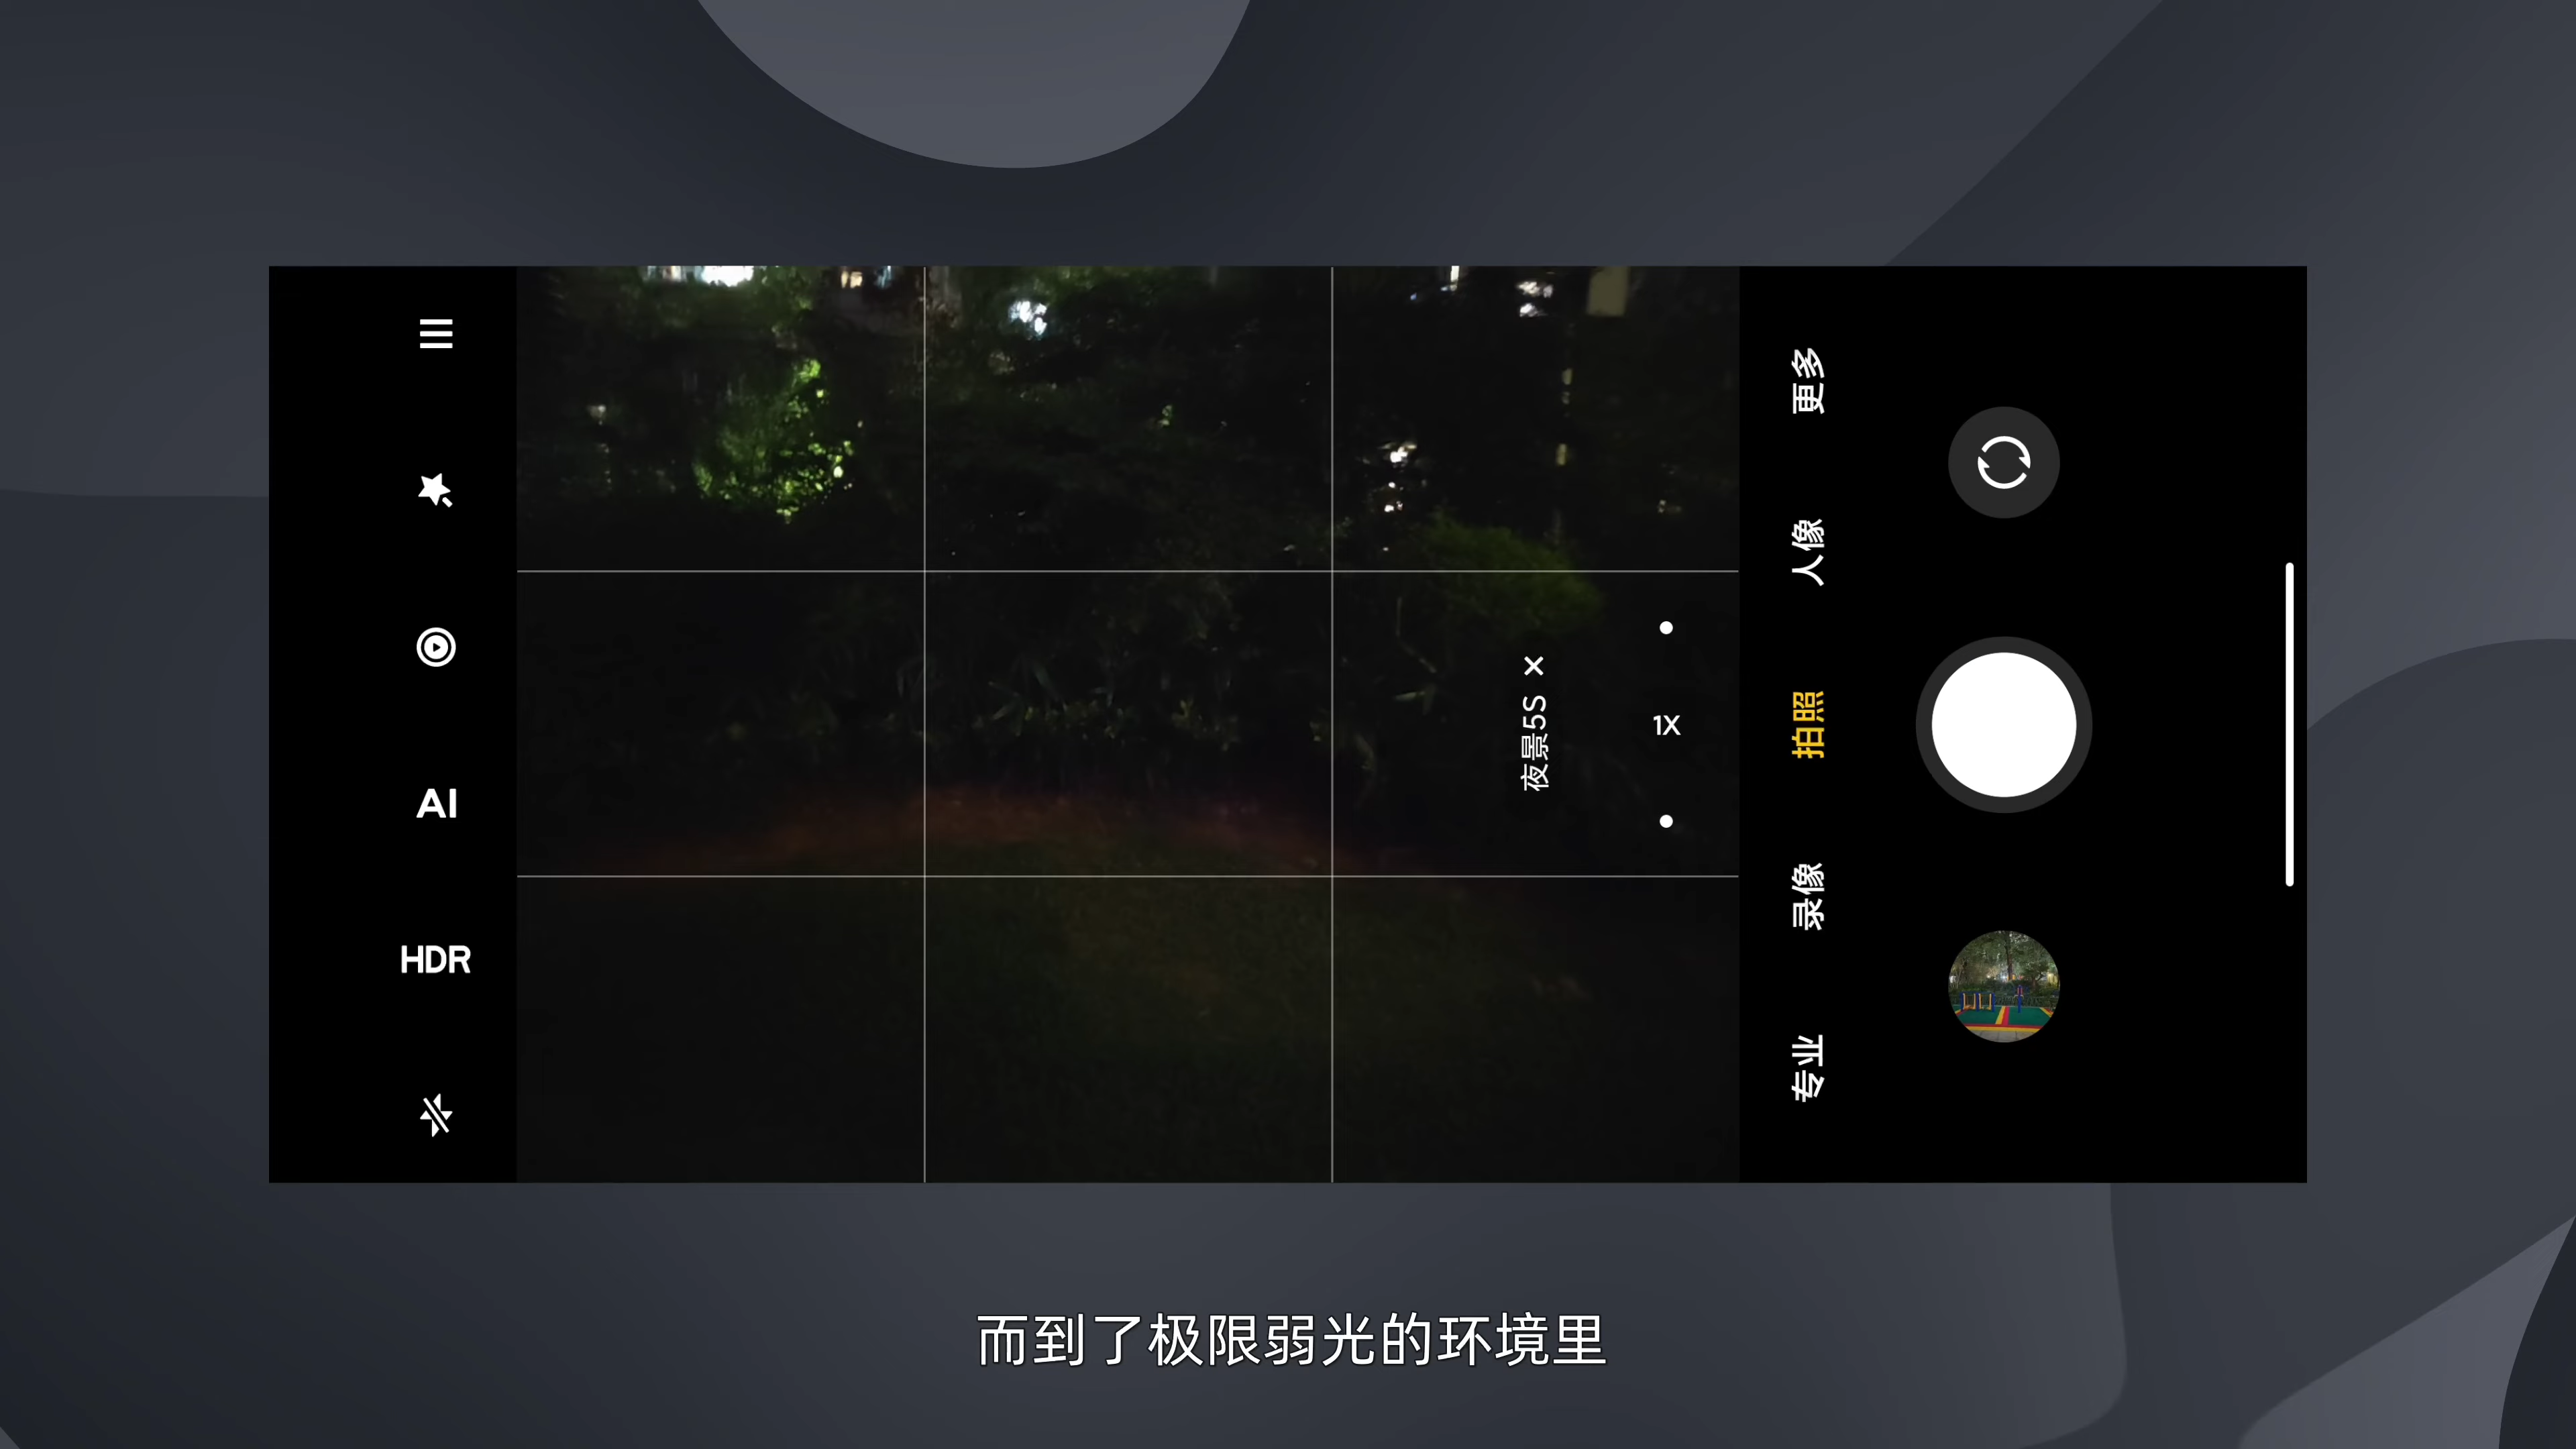 AI
HDR
夜景5S ×
1X
更多
人像
拍照
录像
专业
而到了极限弱光的环境里